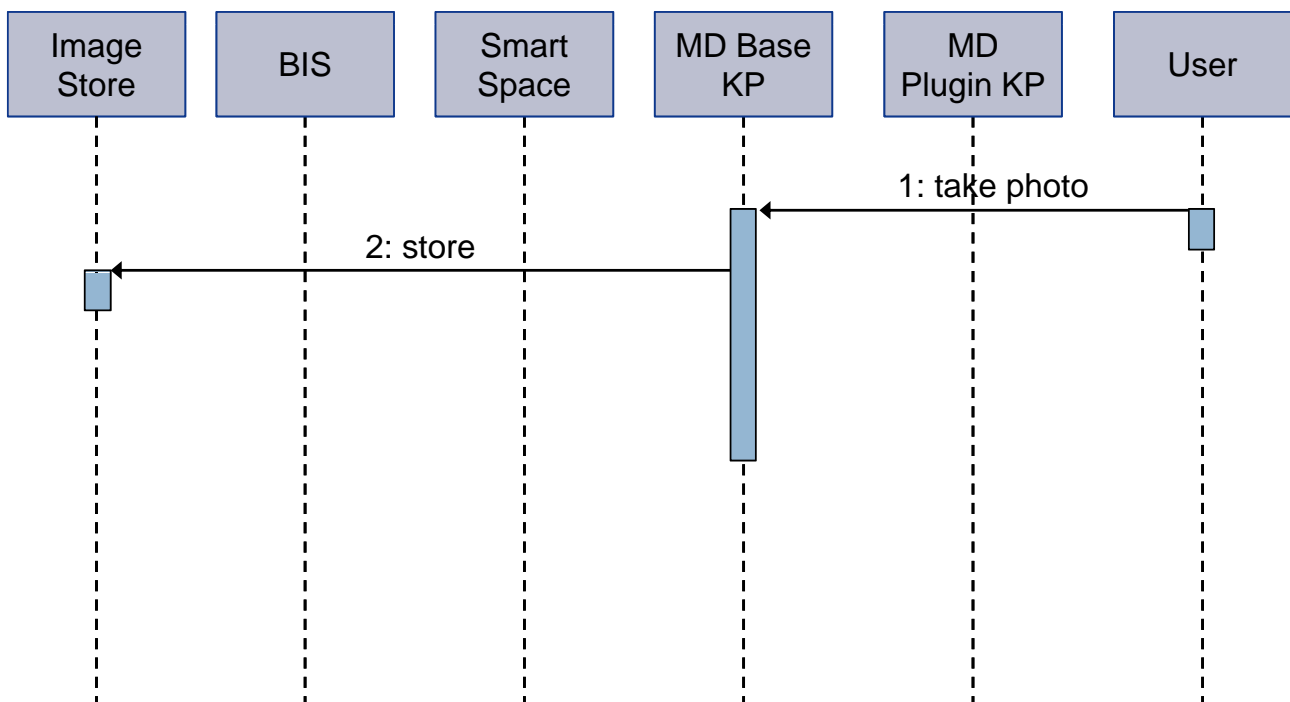 Image
Store
BIS
Smart
Space
MD Base
KP
MD
Plugin KP
User
1: take photo
2: store